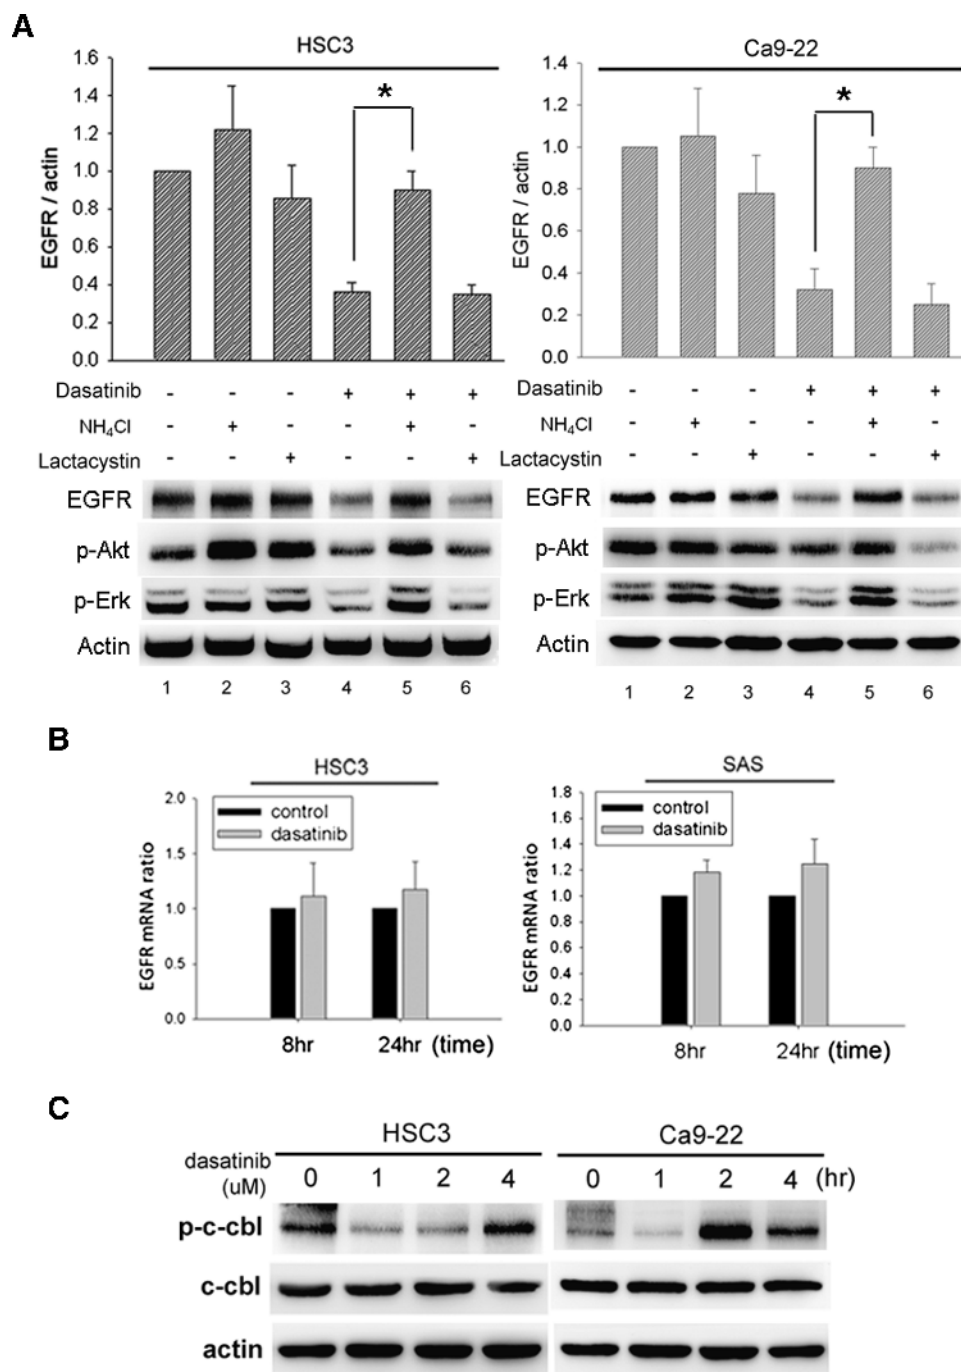 A
HSC3
EGFR / actin
1.6
1.4
1.2
1.0
0.8
0.6
0.4
0.2
0.0
*
Dasatinib - - - + + +
NH₄Cl - + - - + -
Lactacystin - - + - - +
EGFR
p-Akt
p-Erk
Actin
1 2 3 4 5 6
Ca9-22
EGFR / actin
1.4
1.2
1.0
0.8
0.6
0.4
0.2
0.0
*
Dasatinib - - - + + +
NH₄Cl - + - - + -
Lactacystin - - + - - +
EGFR
p-Akt
p-Erk
Actin
1 2 3 4 5 6
B
HSC3
EGFR mRNA ratio
2.0
1.5
1.0
0.5
0.0
control
dasatinib
8hr 24hr (time)
SAS
EGFR mRNA ratio
1.8
1.6
1.4
1.2
1.0
0.8
0.6
0.4
0.2
0.0
control
dasatinib
8hr 24hr (time)
C
HSC3 Ca9-22
dasatinib
(uM)
0 1 2 4 0 1 2 4 (hr)
p-c-cbl
c-cbl
actin